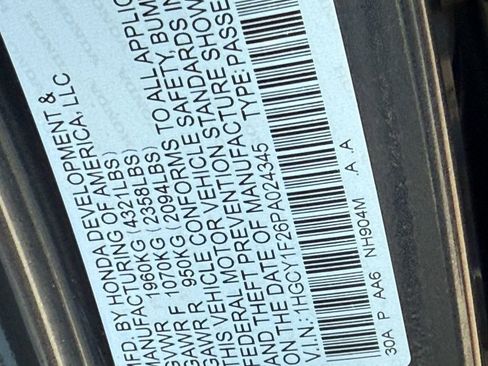 MFD. BY HONDA DEVELOPMENT &
MANUFACTURING OF AMERICA, LLC
GVWR 1960KG (4321LBS)
GAWR F 1070KG (2358LBS)
GAWR R 950KG (2094LBS)
THIS VEHICLE CONFORMS TO ALL APPLIC
FEDERAL MOTOR VEHICLE SAFETY, BUM
AND THEFT PREVENTION STANDARDS IN
ON THE DATE OF MANUFACTURE SHOW
V.I.N.: 1HGCY1F26PA024345 TYPE: PASSE
30A P AA6 NH904M A A